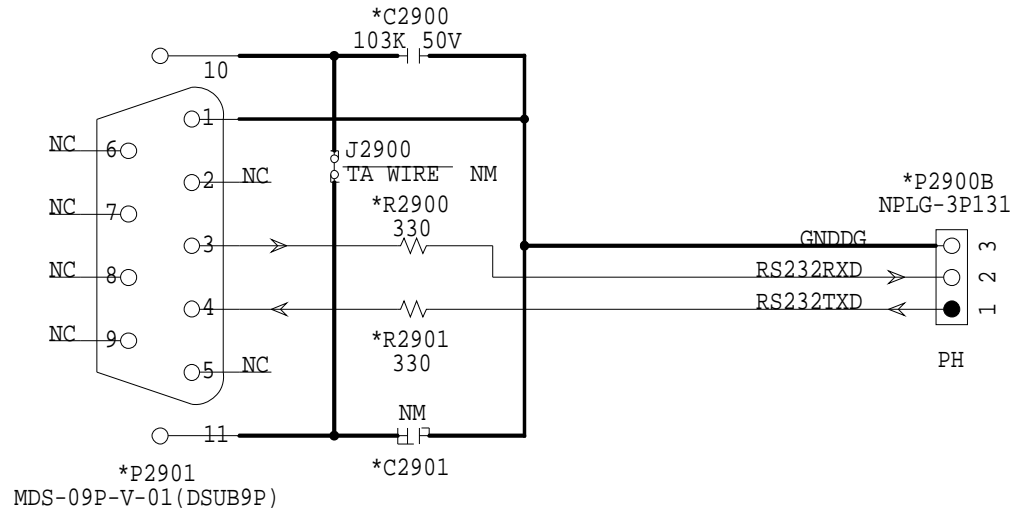 *C2900
103K 50V
10
1
NC 6
J2900
2 NC
TA WIRE NM
*P2900B
*R2900
NPLG-3P131
NC 7
330
3
GNDDG
3
RS232RXD
2
NC 8
4
RS232TXD
1
*R2901
NC 9
330
PH
5 NC
NM
11
*C2901
*P2901
MDS-09P-V-01(DSUB9P)